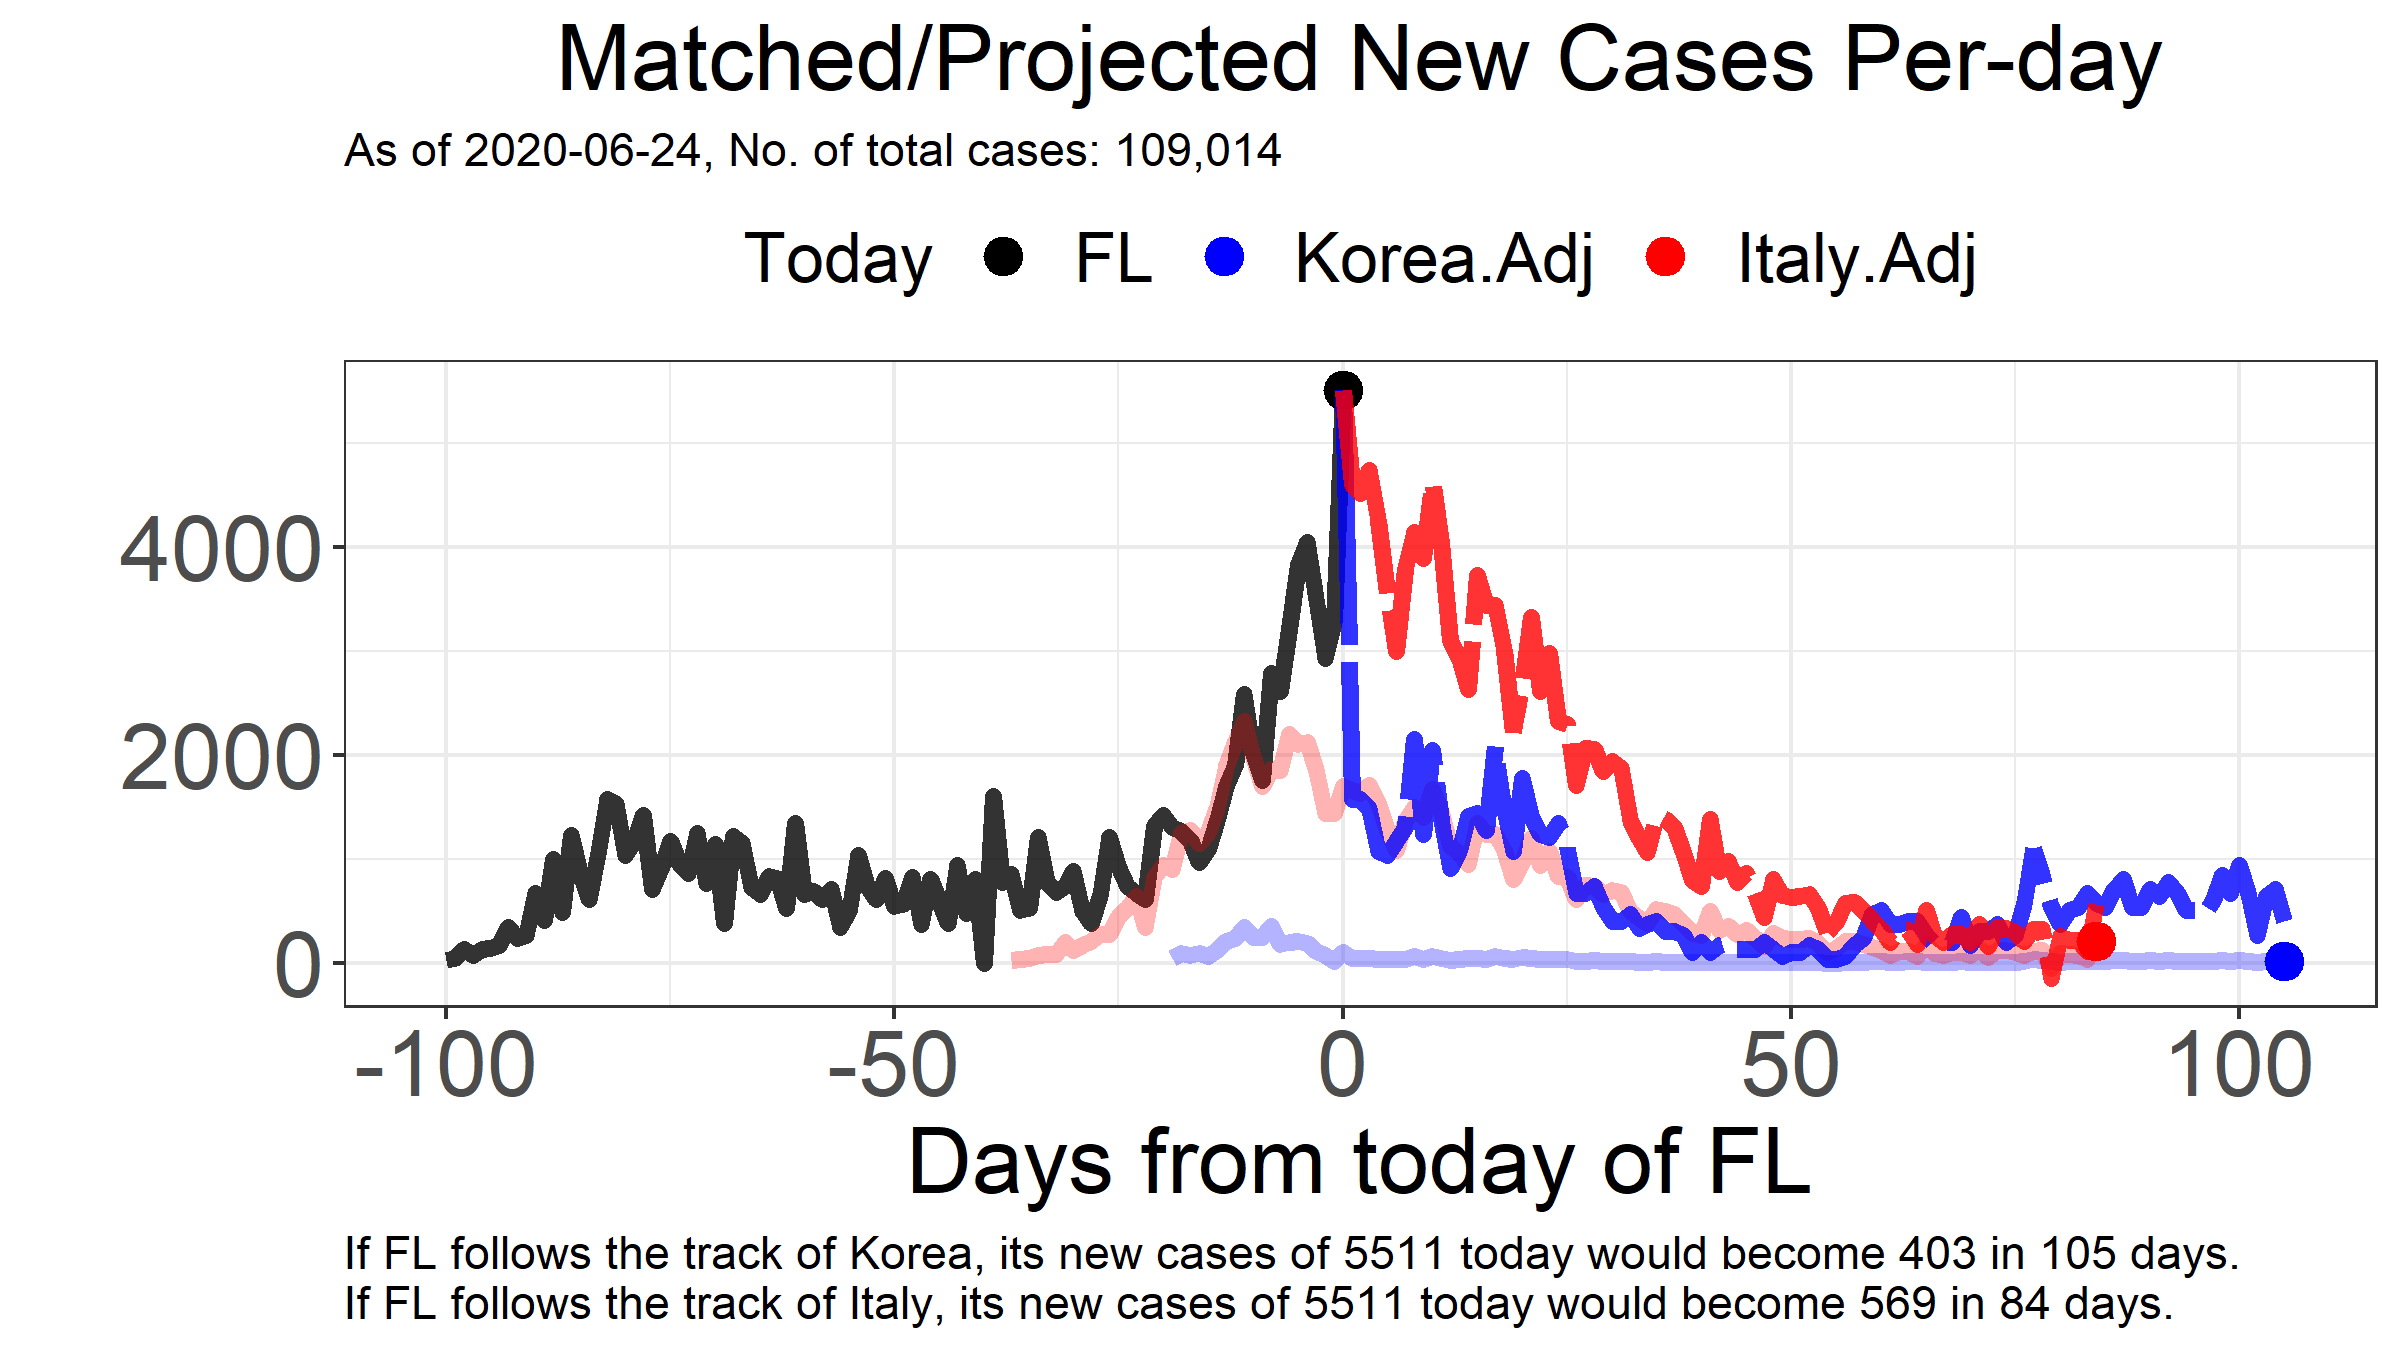 Matched/Projected New Cases Per-day
As of 2020-06-24, No. of total cases: 109,014
Today FL Korea.Adj Italy.Adj
4000
2000
0
-100 -50 0 50 100
Days from today of FL
If FL follows the track of Korea, its new cases of 5511 today would become 403 in 105 days.
If FL follows the track of Italy, its new cases of 5511 today would become 569 in 84 days.